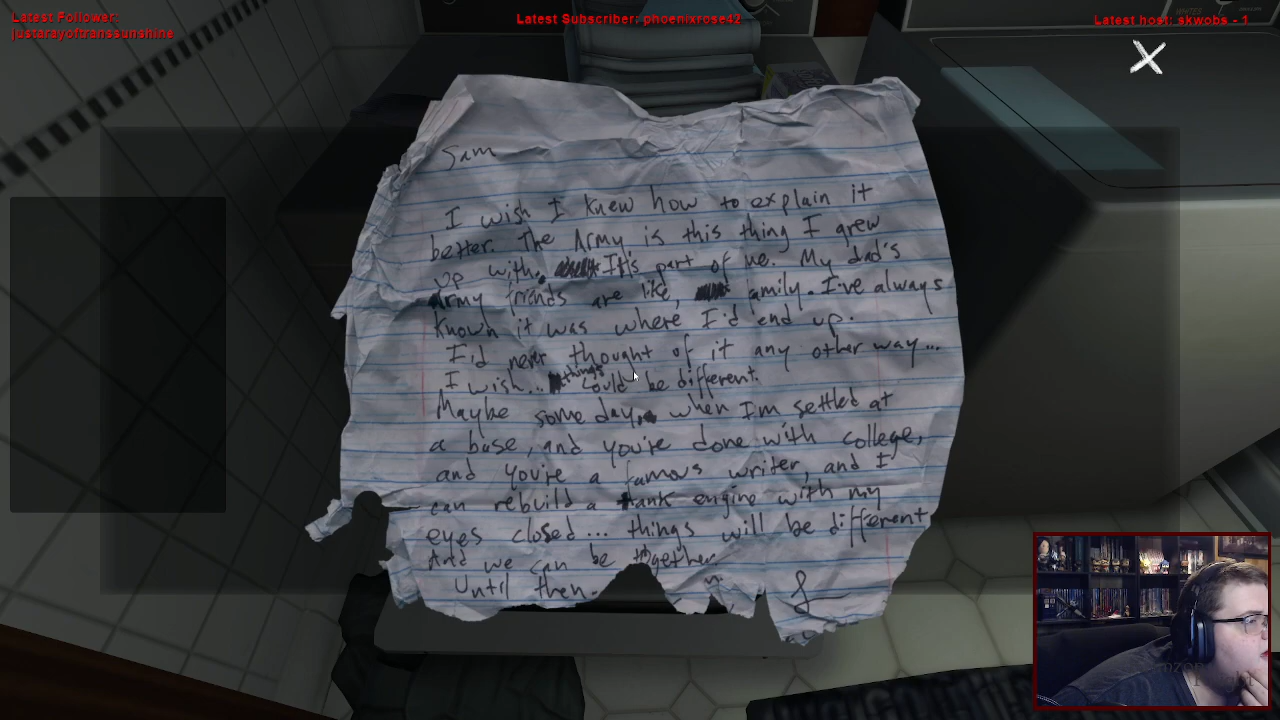 Latest Follower:
justarayoftranssunshine
Latest Subscriber: phoenixrose42
Latest host: skwobs - 1
Sam
I wish I knew how to explain it
better. The Army is this thing I grew
up with. It's part of me. My dad's
Army friends are like, family. I've always
known it was where I'd end up.
I'd never thought of it any other way...
I wish... things could be different.
Maybe some day, when I'm settled at
a base, and you're done with college,
and you're a famous writer, and I
can rebuild a tank engine with my
eyes closed... things will be different
And we can be together.
Until then.